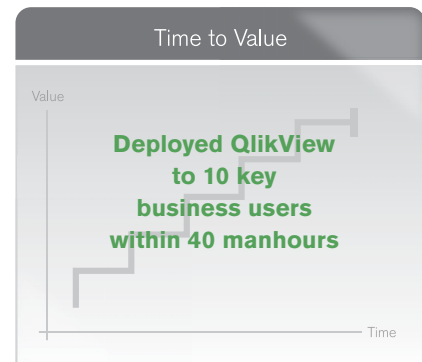 Time to Value
Value
Deployed QlikView
to 10 key
business users
within 40 manhours
Time